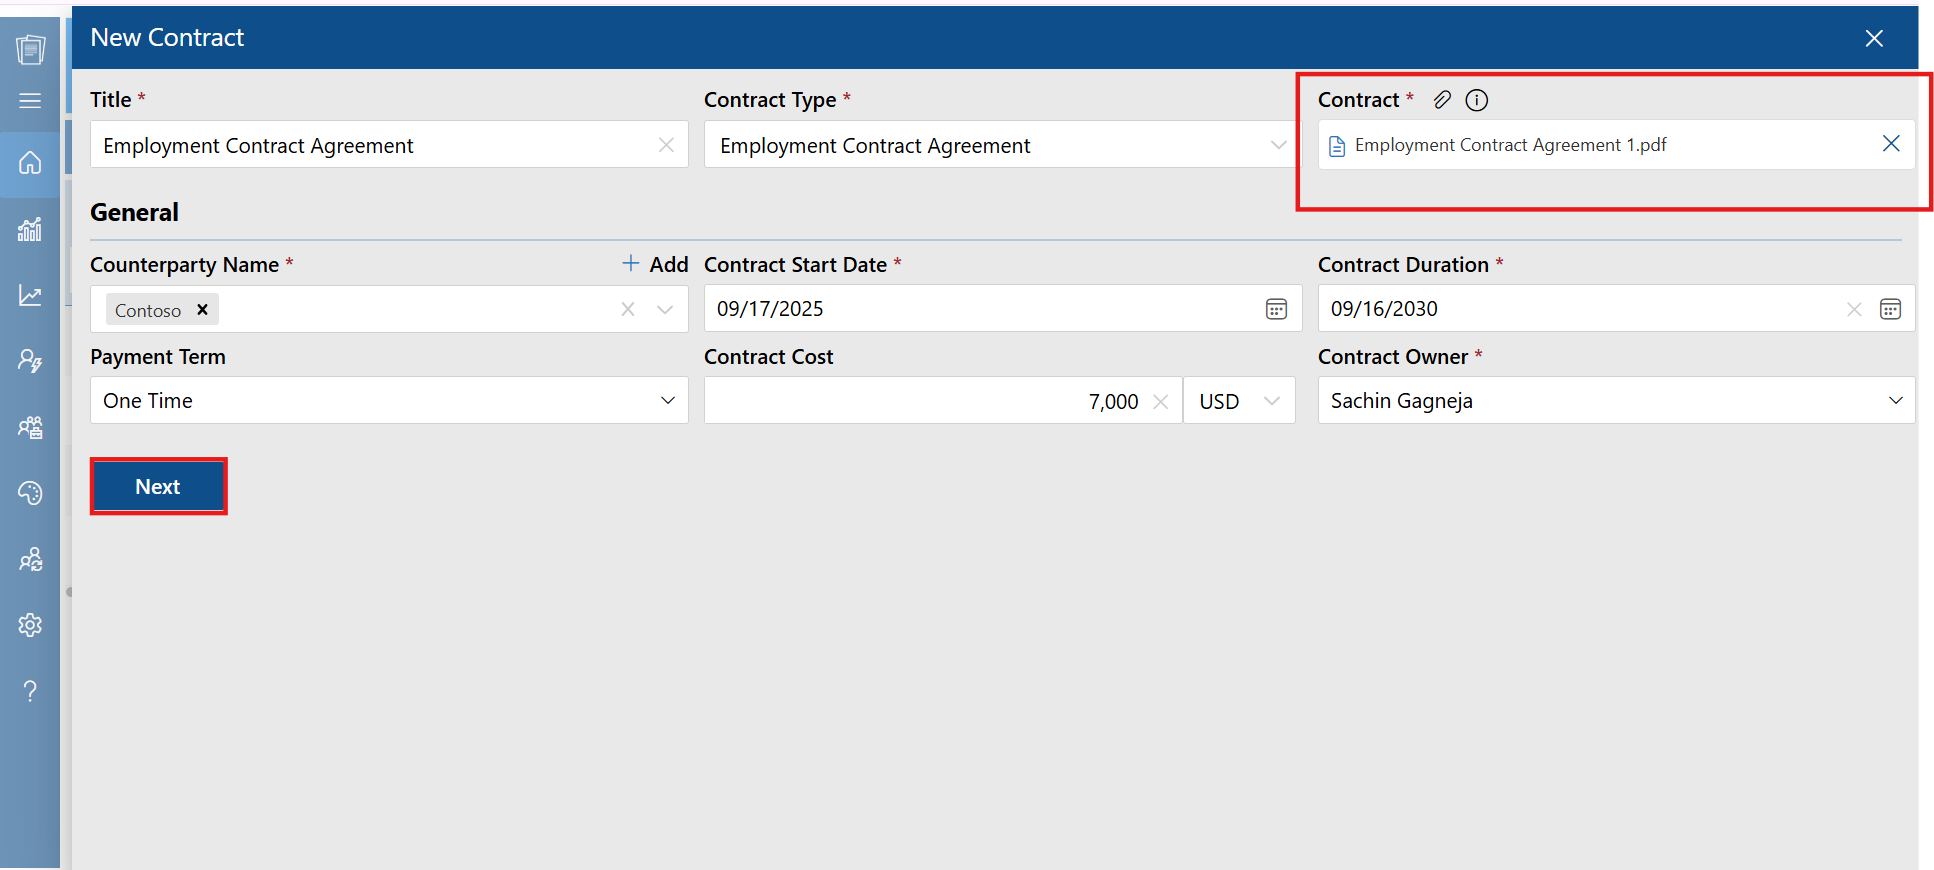 New Contract
Title * Contract Type * Contract *
Employment Contract Agreement Employment Contract Agreement Employment Contract Agreement 1.pdf
General
Counterparty Name * + Add Contract Start Date * Contract Duration *
Contoso 09/17/2025 09/16/2030
Payment Term Contract Cost Contract Owner *
One Time 7,000 USD Sachin Gagneja
Next